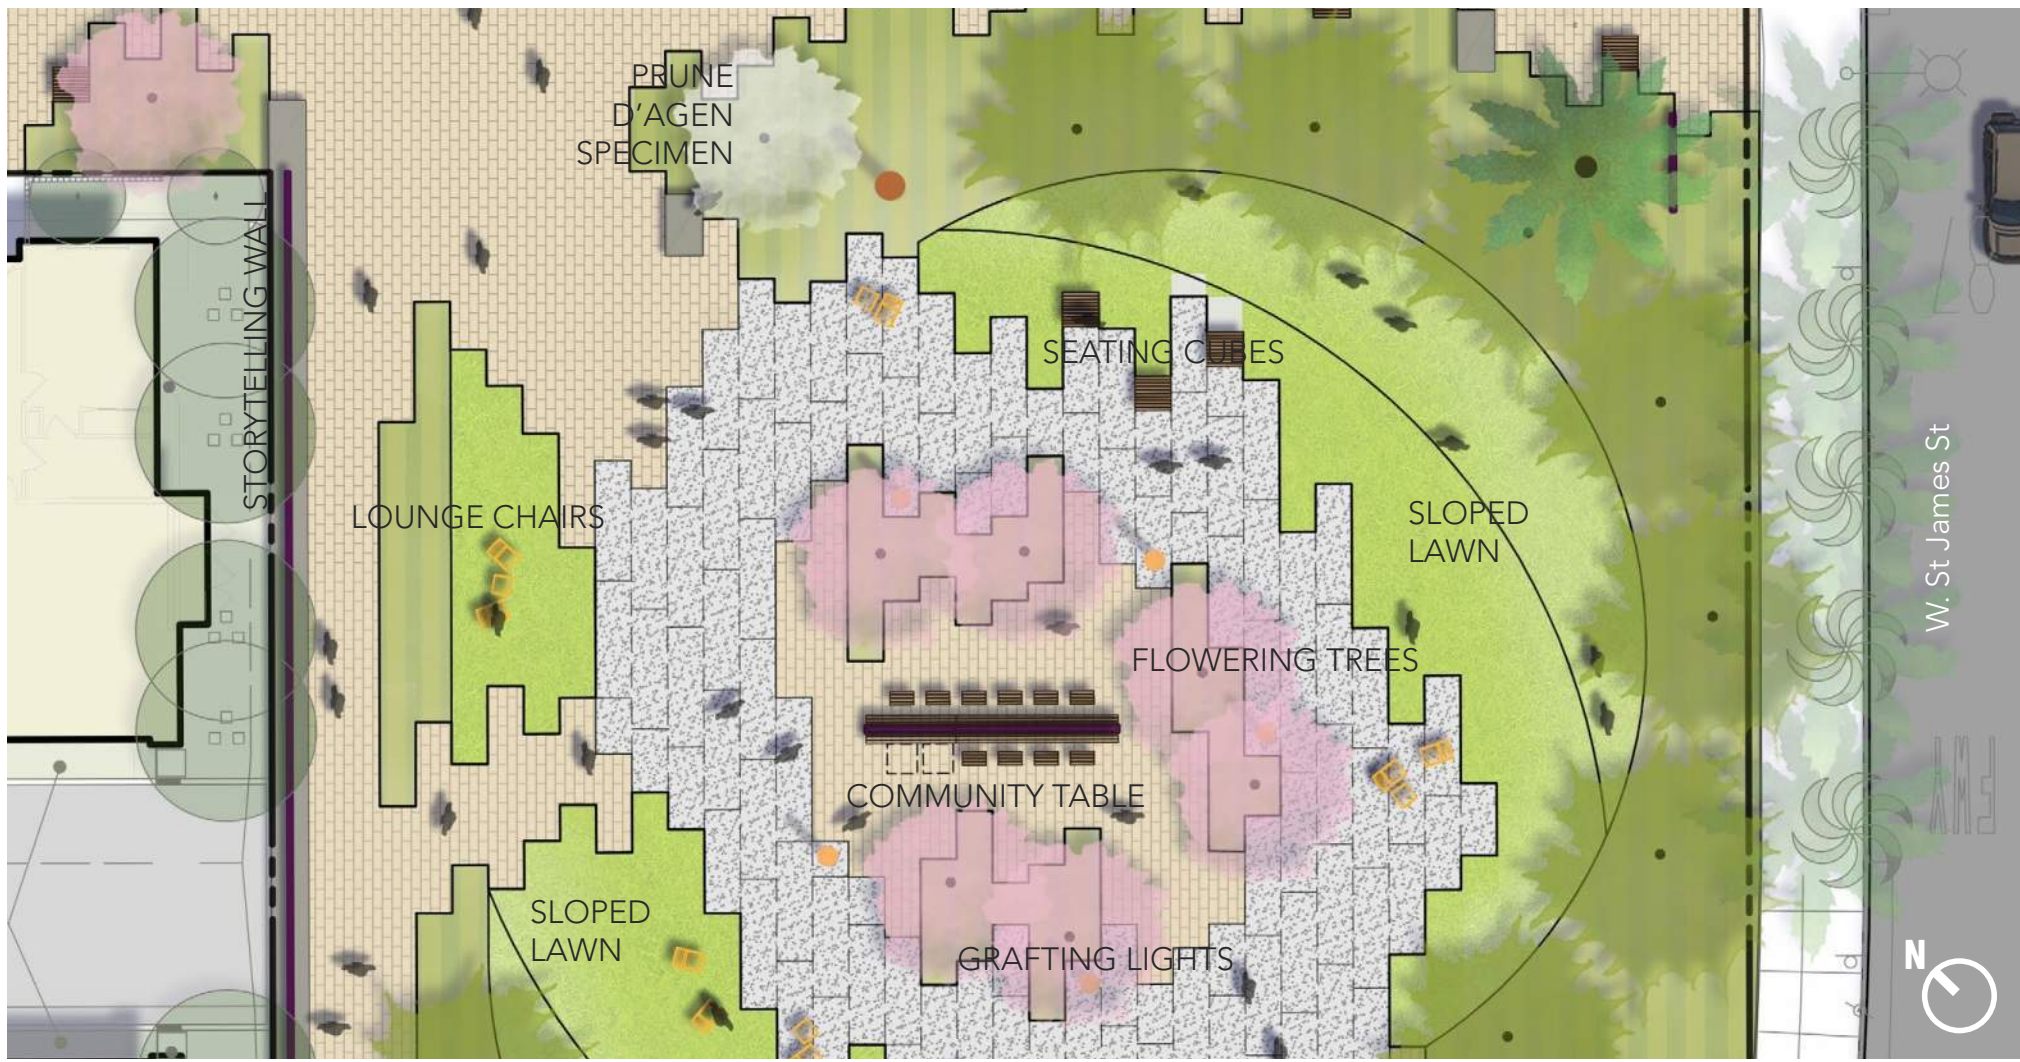 PRUNE
D'AGEN
SPECIMEN
STORYTELLING WALL
SEATING CUBES
LOUNGE CHAIRS
SLOPED
LAWN
W. St James St
FLOWERING TREES
COMMUNITY TABLE
SLOPED
LAWN
GRAFTING LIGHTS
N